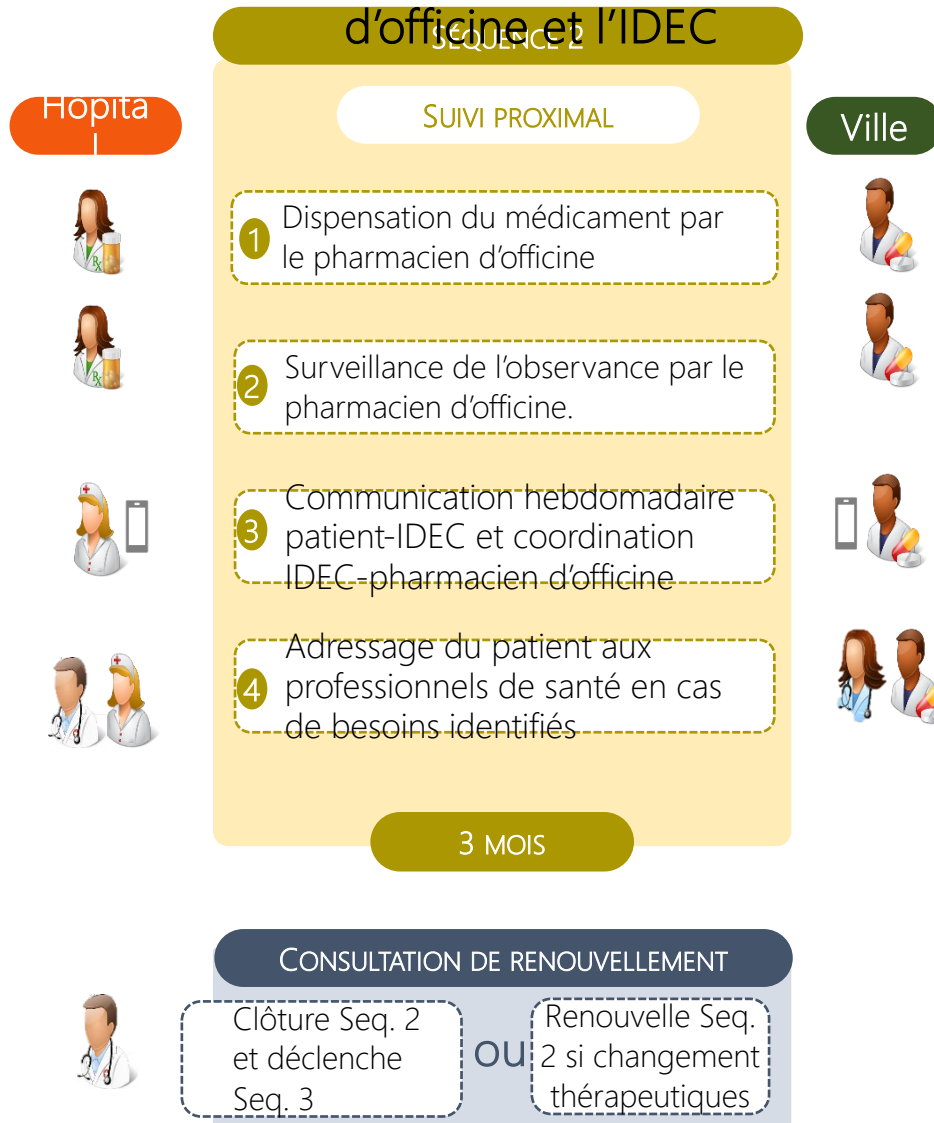 d’officine et l’IDEC
SÉQUENCE 2
Hôpita
l
SUIVI PROXIMAL
Ville
1 Dispensation du médicament par
le pharmacien d’officine
2 Surveillance de l’observance par le
pharmacien d’officine.
3 Communication hebdomadaire
patient-IDEC et coordination
IDEC-pharmacien d’officine
4 Adressage du patient aux
professionnels de santé en cas
de besoins identifiés
3 MOIS
CONSULTATION DE RENOUVELLEMENT
Clôture Seq. 2
et déclenche
Seq. 3
ou
Renouvelle Seq.
2 si changement
thérapeutiques